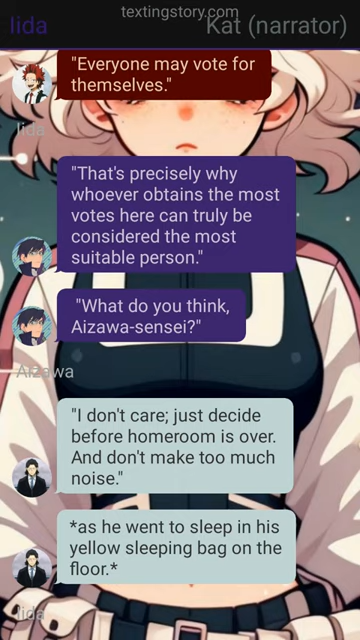 textingstory.com
Iida
Kat (narrator)
"Everyone may vote for
themselves."
Iida
"That's precisely why
whoever obtains the most
votes here can truly be
considered the most
suitable person."
"What do you think,
Aizawa-sensei?"
Aizawa
"I don't care; just decide
before homeroom is over.
And don't make too much
noise."
*as he went to sleep in his
yellow sleeping bag on the
floor.*
Iida